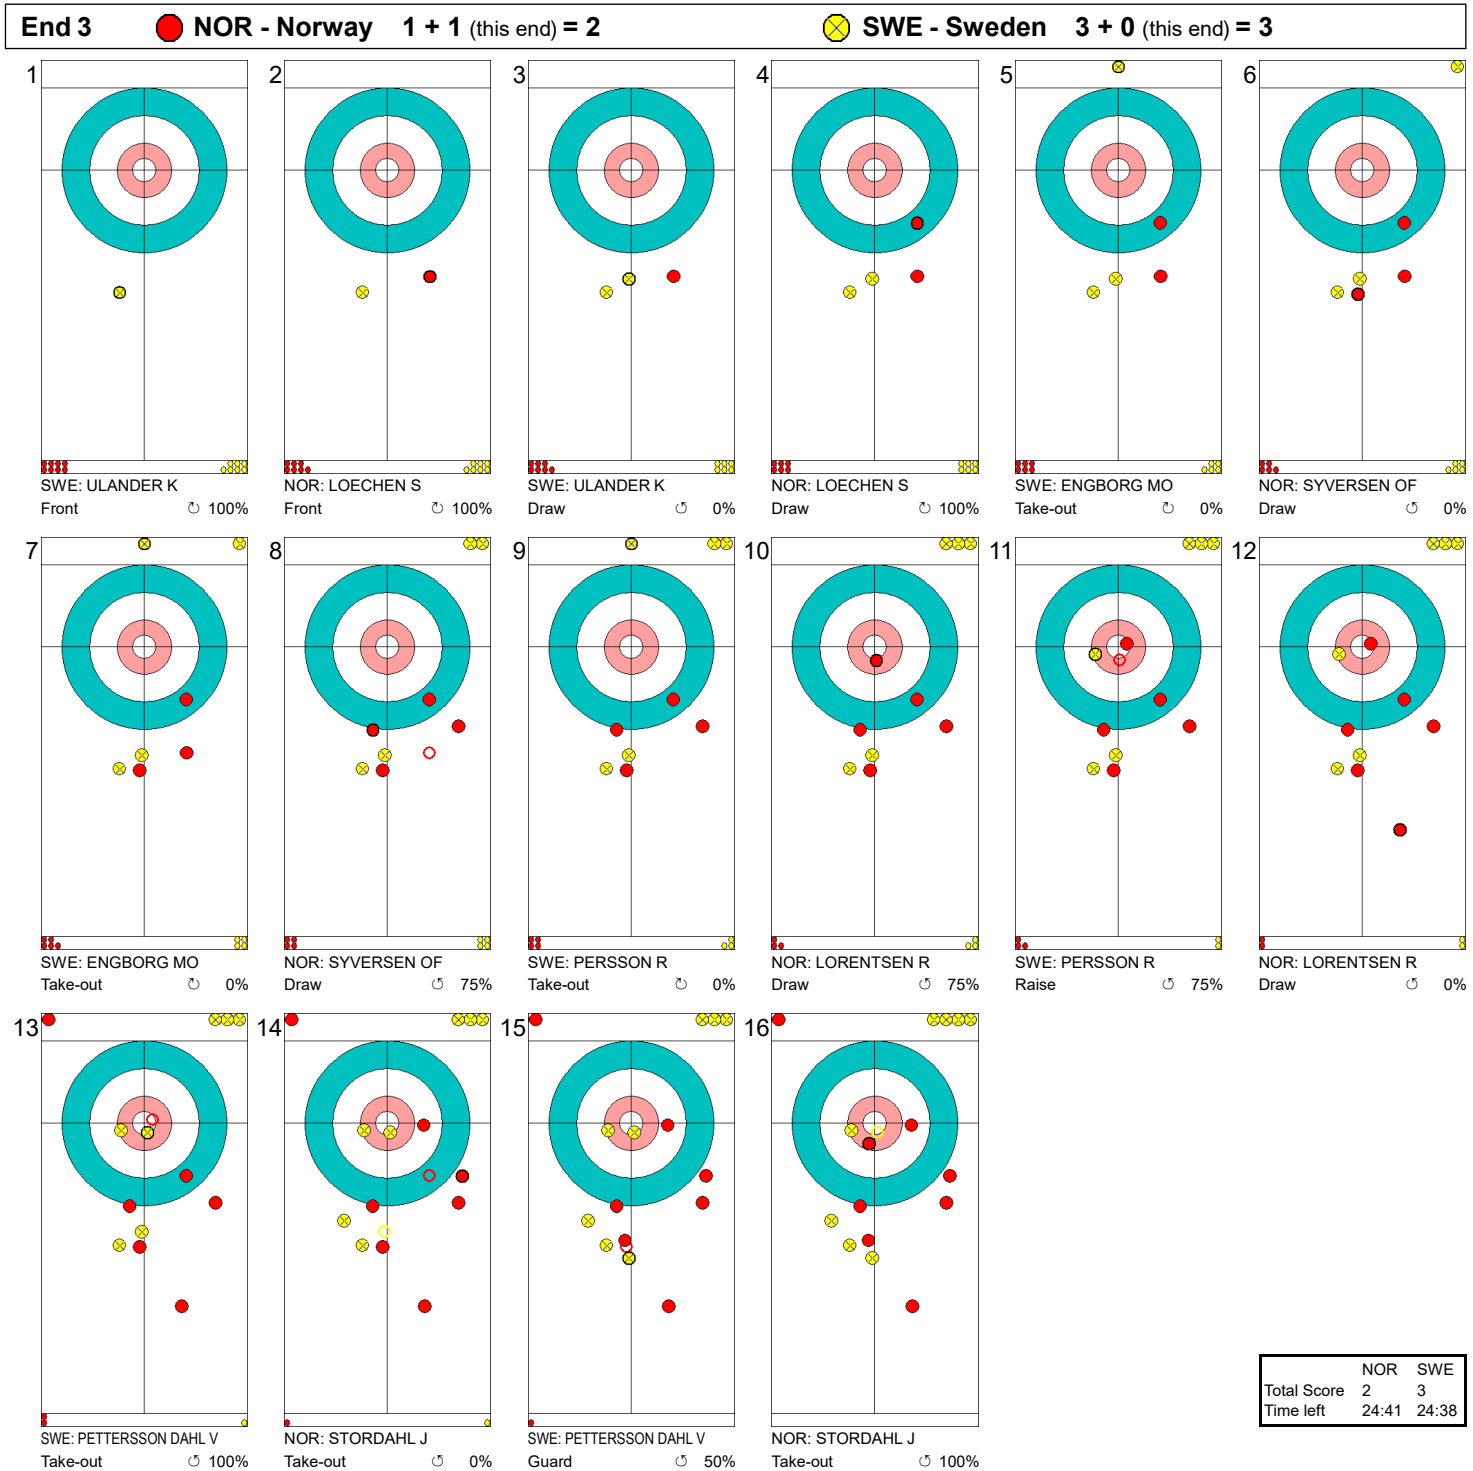 End 3 NOR - Norway 1 + 1 (this end) = 2 SWE - Sweden 3 + 0 (this end) = 3
1 2 3 4 5 6
SWE: ULANDER K NOR: LOECHEN S SWE: ULANDER K NOR: LOECHEN S SWE: ENGBORG MO NOR: SYVERSEN OF
Front ↻ 100% Front ↻ 100% Draw ↺ 0% Draw ↻ 100% Take-out ↻ 0% Draw ↺ 0%
7 8 9 10 11 12
SWE: ENGBORG MO NOR: SYVERSEN OF SWE: PERSSON R NOR: LORENTSEN R SWE: PERSSON R NOR: LORENTSEN R
Take-out ↻ 0% Draw ↺ 75% Take-out ↺ 0% Draw ↺ 75% Raise ↺ 75% Draw ↺ 0%
13 14 15 16
SWE: PETTERSSON DAHL V NOR: STORDAHL J SWE: PETTERSSON DAHL V NOR: STORDAHL J
Take-out ↺ 100% Take-out ↺ 0% Guard ↺ 50% Take-out ↺ 100%
NOR SWE
Total Score 2 3
Time left 24:41 24:38